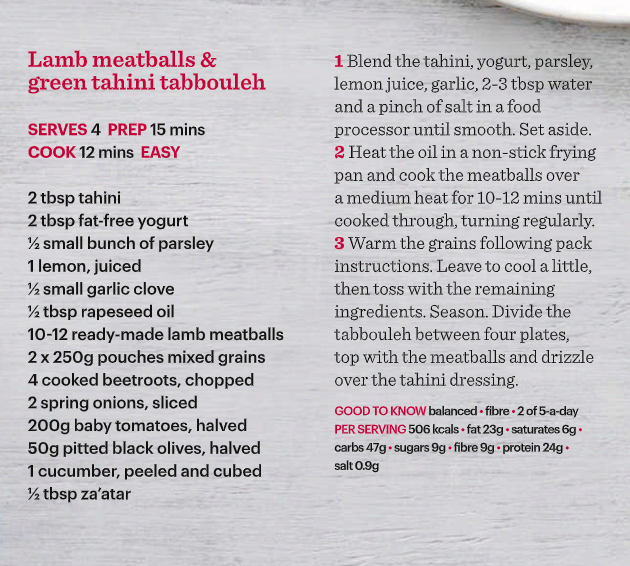 Lamb meatballs &
green tahini tabbouleh
SERVES 4 PREP 15 mins
COOK 12 mins EASY
2 tbsp tahini
2 tbsp fat-free yogurt
½ small bunch of parsley
1 lemon, juiced
½ small garlic clove
½ tbsp rapeseed oil
10-12 ready-made lamb meatballs
2 x 250g pouches mixed grains
4 cooked beetroots, chopped
2 spring onions, sliced
200g baby tomatoes, halved
50g pitted black olives, halved
1 cucumber, peeled and cubed
½ tbsp za’atar
1 Blend the tahini, yogurt, parsley,
lemon juice, garlic, 2-3 tbsp water
and a pinch of salt in a food
processor until smooth. Set aside.
2 Heat the oil in a non-stick frying
pan and cook the meatballs over
a medium heat for 10-12 mins until
cooked through, turning regularly.
3 Warm the grains following pack
instructions. Leave to cool a little,
then toss with the remaining
ingredients. Season. Divide the
tabbouleh between four plates,
top with the meatballs and drizzle
over the tahini dressing.
GOOD TO KNOW balanced • fibre • 2 of 5-a-day
PER SERVING 506 kcals • fat 23g • saturates 6g •
carbs 47g • sugars 9g • fibre 9g • protein 24g •
salt 0.9g